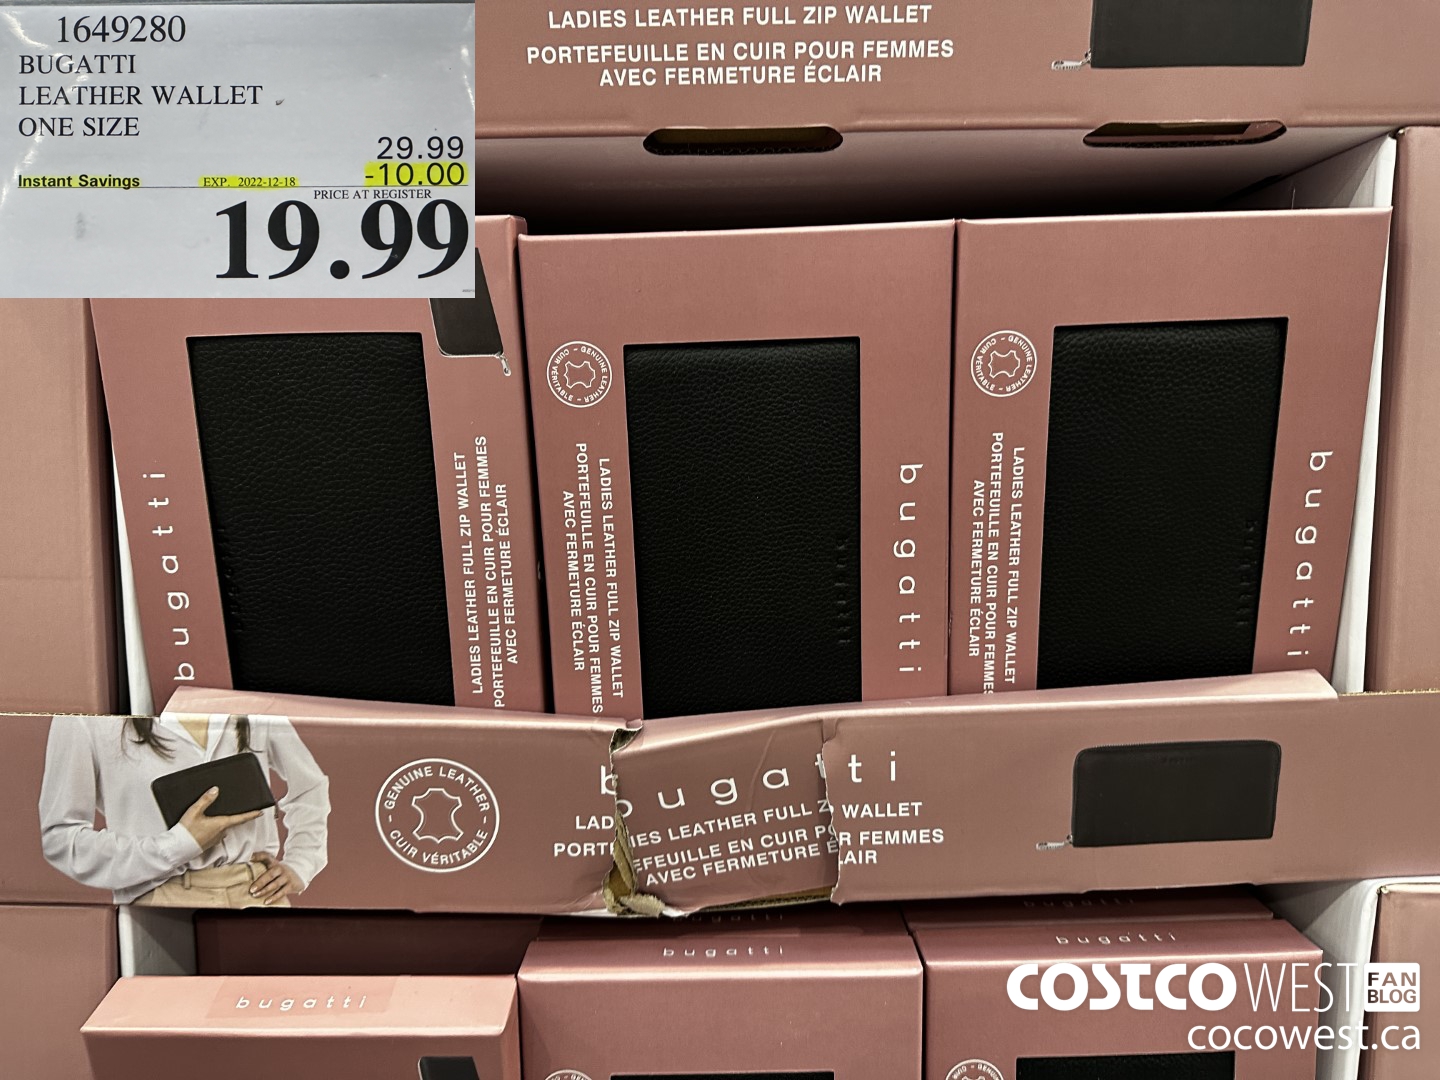 1649280
BUGATTI
LEATHER WALLET
ONE SIZE
29.99
Instant Savings EXP. 2022-12-18 -10.00
PRICE AT REGISTER
19.99
LADIES LEATHER FULL ZIP WALLET
PORTEFEUILLE EN CUIR POUR FEMMES
AVEC FERMETURE ÉCLAIR
bugatti
LADIES LEATHER FULL ZIP WALLET
PORTEFEUILLE EN CUIR POUR FEMMES
AVEC FERMETURE ÉCLAIR
GENUINE LEATHER - CUIR VÉRITABLE -
LADIES LEATHER FULL ZIP WALLET
PORTEFEUILLE EN CUIR POUR FEMMES
AVEC FERMETURE ÉCLAIR
bugatti
GENUINE LEATHER - CUIR VÉRITABLE -
LADIES LEATHER FULL ZIP WALLET
PORTEFEUILLE EN CUIR POUR FEMMES
AVEC FERMETURE ÉCLAIR
bugatti
GENUINE LEATHER - CUIR VÉRITABLE -
bugatti
LADIES LEATHER FULL ZIP WALLET
PORTEFEUILLE EN CUIR POUR FEMMES
AVEC FERMETURE ÉCLAIR
bugatti
bugatti
bugatti
COSTCO WEST FAN BLOG
cocowest.ca